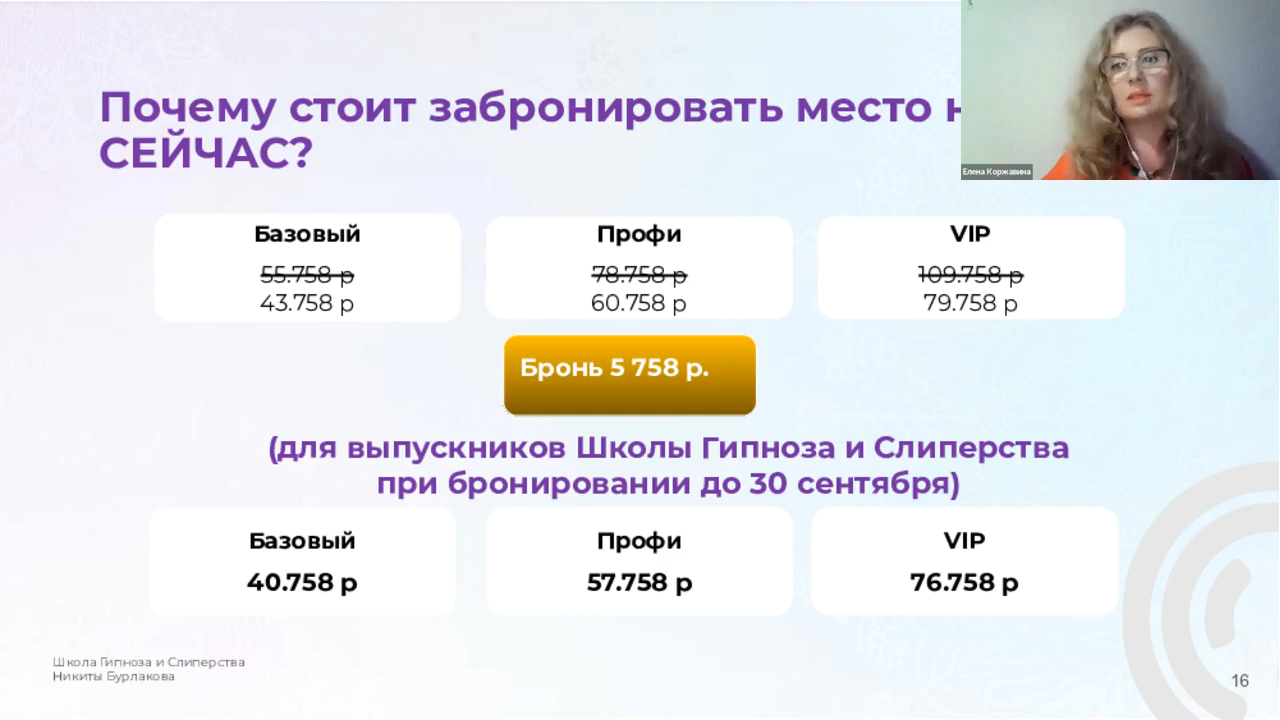 Почему стоит забронировать место
СЕЙЧАС?
Елена Коржавина
Базовый
55.758 р
43.758 р
Профи
78.758 р
60.758 р
VIP
109.758 р
79.758 р
Бронь 5 758 р.
(для выпускников Школы Гипноза и Слиперства
при бронировании до 30 сентября)
Базовый
40.758 р
Профи
57.758 р
VIP
76.758 р
Школа Гипноза и Слиперства
Никиты Бурлакова
16